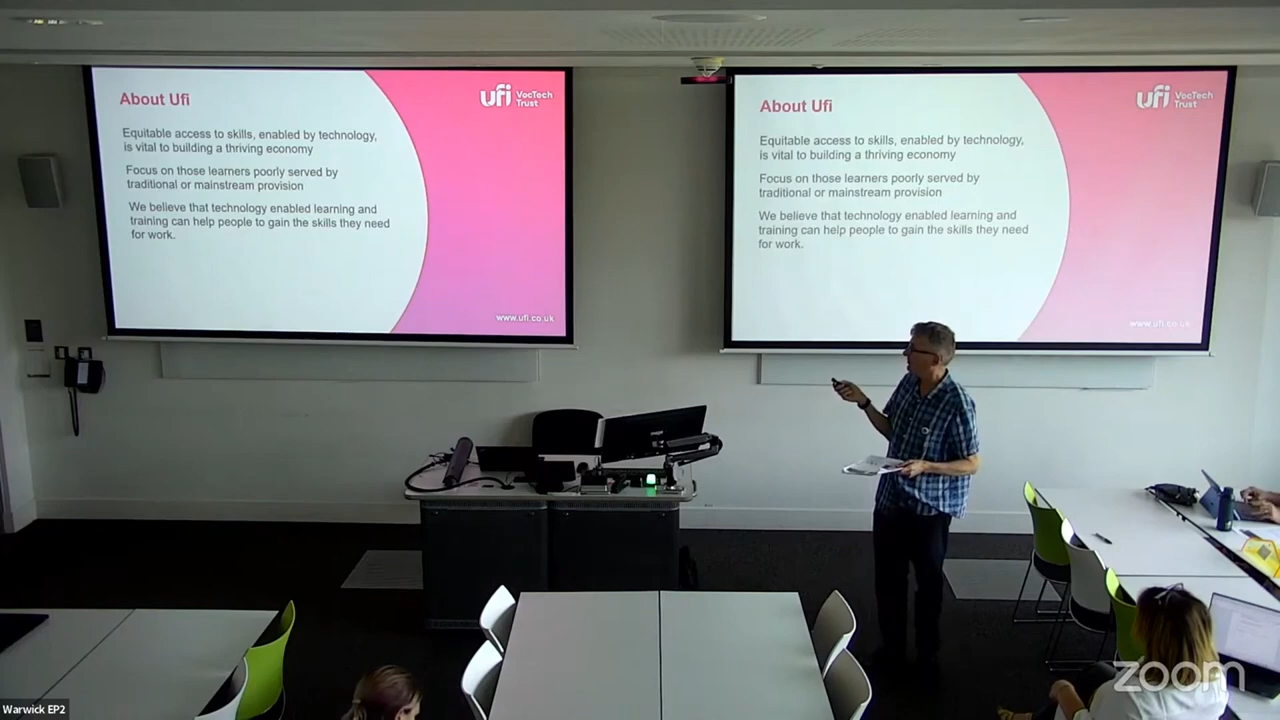 About Ufi
ufi VocTech
Trust
Equitable access to skills, enabled by technology,
is vital to building a thriving economy
Focus on those learners poorly served by
traditional or mainstream provision
We believe that technology enabled learning and
training can help people to gain the skills they need
for work.
www.ufi.co.uk
About Ufi
ufi VocTech
Trust
Equitable access to skills, enabled by technology,
is vital to building a thriving economy
Focus on those learners poorly served by
traditional or mainstream provision
We believe that technology enabled learning and
training can help people to gain the skills they need
for work.
www.ufi.co.uk
Warwick EP2
zoom